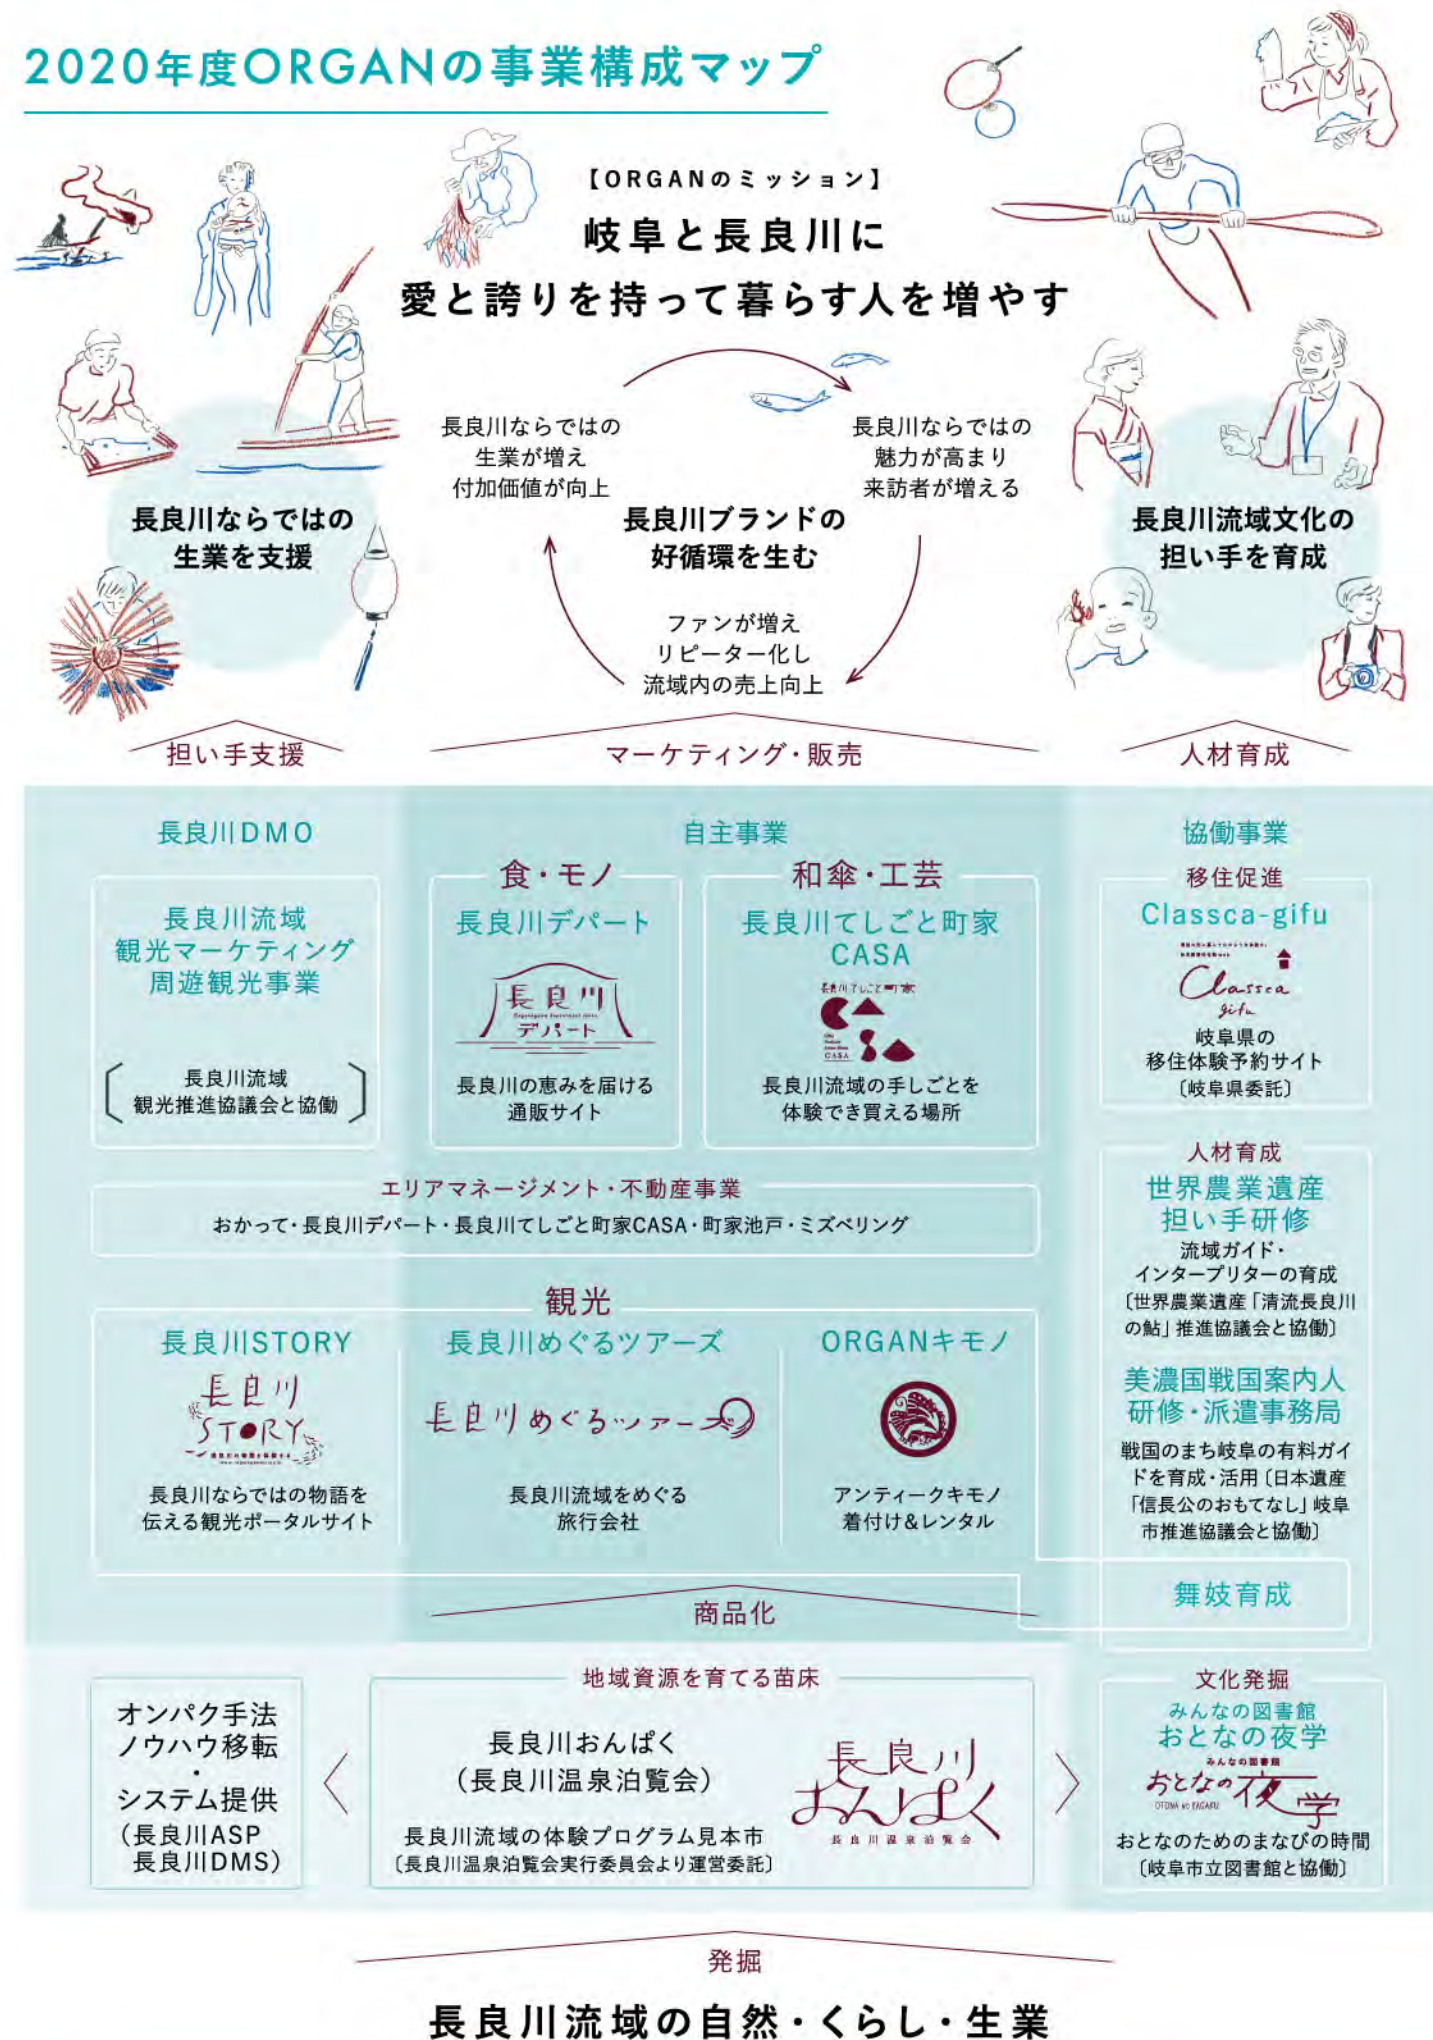 2020年度ORGANの事業構成マップ
【ORGANのミッション】
岐阜と長良川に
愛と誇りを持って暮らす人を増やす
長良川ならではの
生業が増え
付加価値が向上
長良川ならではの
魅力が高まり
来訪者が増える
長良川ブランドの
好循環を生む
ファンが増え
リピーター化し
流域内の売上向上
長良川ならではの
生業を支援
長良川流域文化の
担い手を育成
担い手支援
マーケティング・販売
人材育成
長良川DMO
長良川流域
観光マーケティング
周遊観光事業
長良川流域
観光推進協議会と協働
自主事業
食・モノ
長良川デパート
長良川
デパート
長良川の恵みを届ける
通販サイト
和傘・工芸
長良川てしごと町家
CASA
長良川てしごと町家
CASA
長良川流域の手しごとを
体験でき買える場所
協働事業
移住促進
Classca-gifu
Classca
gifu
岐阜県の
移住体験予約サイト
〔岐阜県委託〕
エリアマネージメント・不動産事業
おかって・長良川デパート・長良川てしごと町家CASA・町家池戸・ミズベリング
人材育成
世界農業遺産
担い手研修
流域ガイド・
インタープリターの育成
〔世界農業遺産「清流長良川
の鮎」推進協議会と協働〕
美濃国戦国案内人
研修・派遣事務局
戦国のまち岐阜の有料ガイ
ドを育成・活用〔日本遺産
「信長公のおもてなし」岐阜
市推進協議会と協働〕
舞妓育成
観光
長良川STORY
長良川
STORY
長良川ならではの物語を
伝える観光ポータルサイト
長良川めぐるツアーズ
長良川めぐるツアーズ
長良川流域をめぐる
旅行会社
ORGANキモノ
アンティークキモノ
着付け&レンタル
商品化
オンパク手法
ノウハウ移転
・
システム提供
（長良川ASP
長良川DMS）
地域資源を育てる苗床
長良川おんぱく
（長良川温泉泊覧会）
長良川流域の体験プログラム見本市
〔長良川温泉泊覧会実行委員会より運営委託〕
長良川
おんぱく
長良川温泉泊覧会
文化発掘
みんなの図書館
おとなの夜学
みんなの図書館
おとなの夜学
OTONA no YAGAKU
おとなのためのまなびの時間
〔岐阜市立図書館と協働〕
発掘
長良川流域の自然・くらし・生業